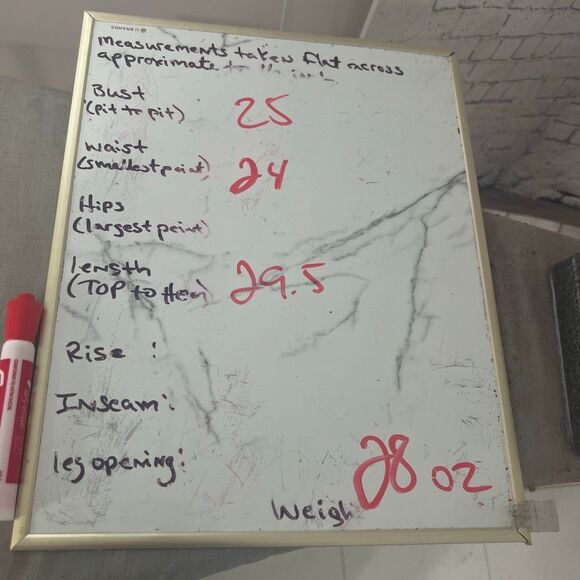 U BRANDS
Measurements taken flat across
approximate
Bust
(pit to pit) 25
Waist
(smallest point) 24
Hips
(largest point)
length
(TOP to Hem) 29.5
Rise :
Inseam:
leg opening:
28 oz
Weigh